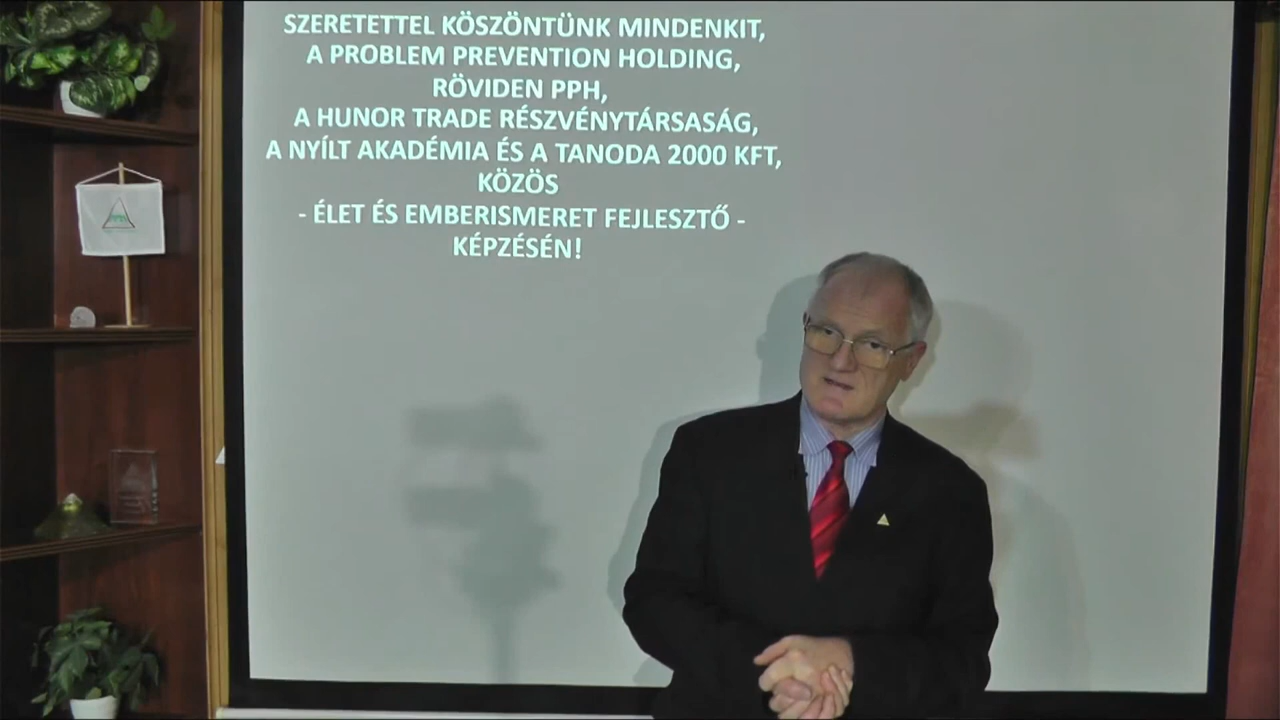 SZERETETTEL KÖSZÖNTÜNK MINDENKIT,
A PROBLEM PREVENTION HOLDING,
RÖVIDEN PPH,
A HUNOR TRADE RÉSZVÉNYTÁRSASÁG,
A NYÍLT AKADÉMIA ÉS A TANODA 2000 KFT,
KÖZÖS
- ÉLET ÉS EMBERISMERET FEJLESZTŐ -
KÉPZÉSÉN!